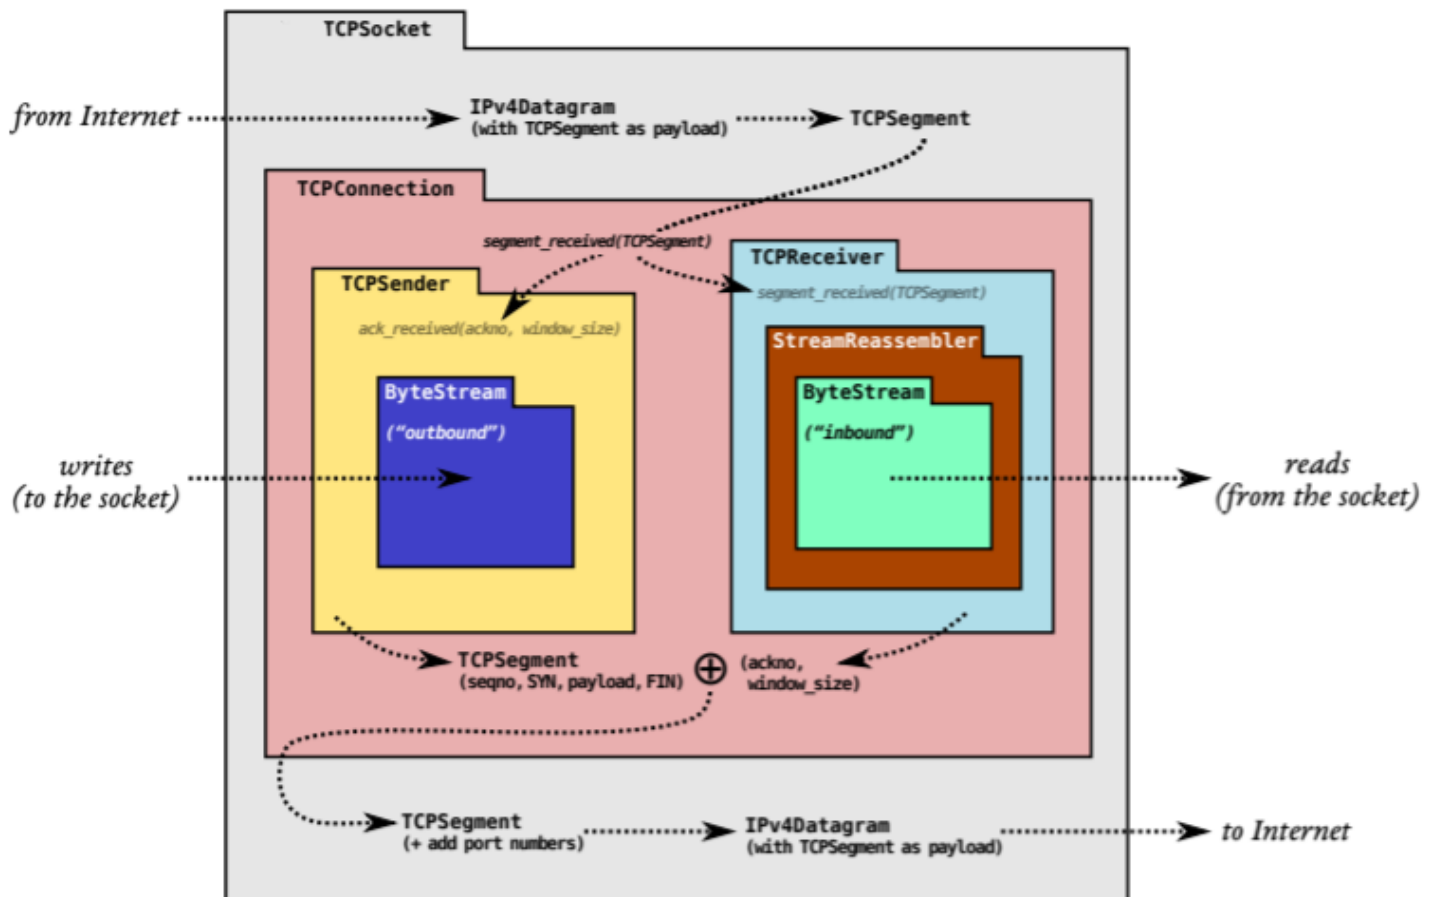 TCPSocket
from Internet
IPv4Datagram
(with TCPSegment as payload)
TCPSegment
TCPConnection
segment_received(TCPSegment)
TCPReceiver
segment_received(TCPSegment)
TCPSender
ack_received(ackno, window_size)
StreamReassembler
ByteStream
("outbound")
ByteStream
("inbound")
writes
(to the socket)
reads
(from the socket)
TCPSegment
(seqno, SYN, payload, FIN)
(ackno,
window_size)
TCPSegment
(+ add port numbers)
IPv4Datagram
(with TCPSegment as payload)
to Internet